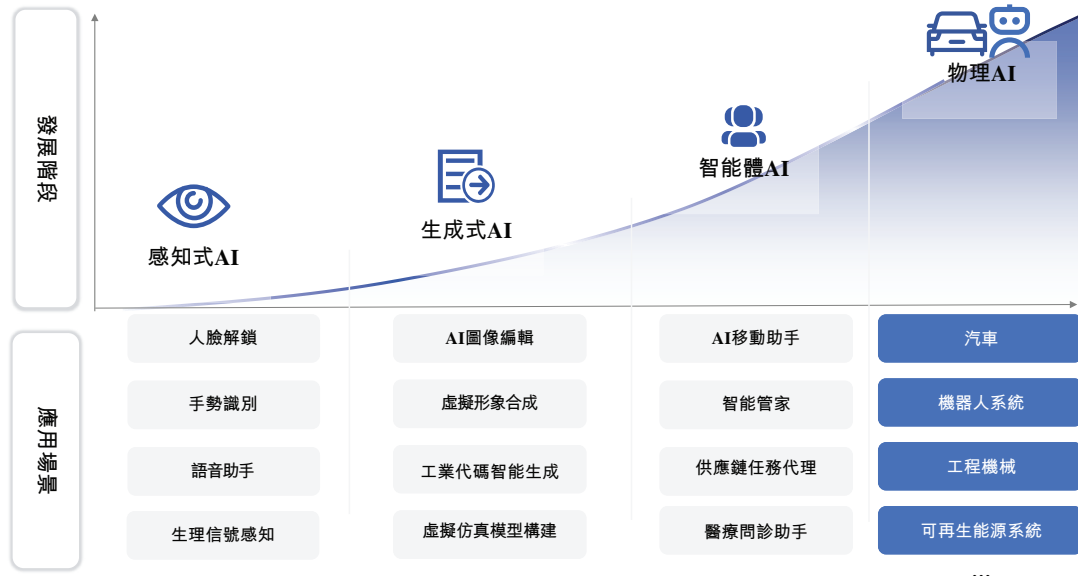 發展階段
物理AI
智能體AI
生成式AI
感知式AI
應用場景
人臉解鎖
AI圖像編輯
AI移動助手
汽車
手勢識別
虛擬形象合成
智能管家
機器人系統
語音助手
工業代碼智能生成
供應鏈任務代理
工程機械
生理信號感知
虛擬仿真模型構建
醫療問診助手
可再生能源系統
...